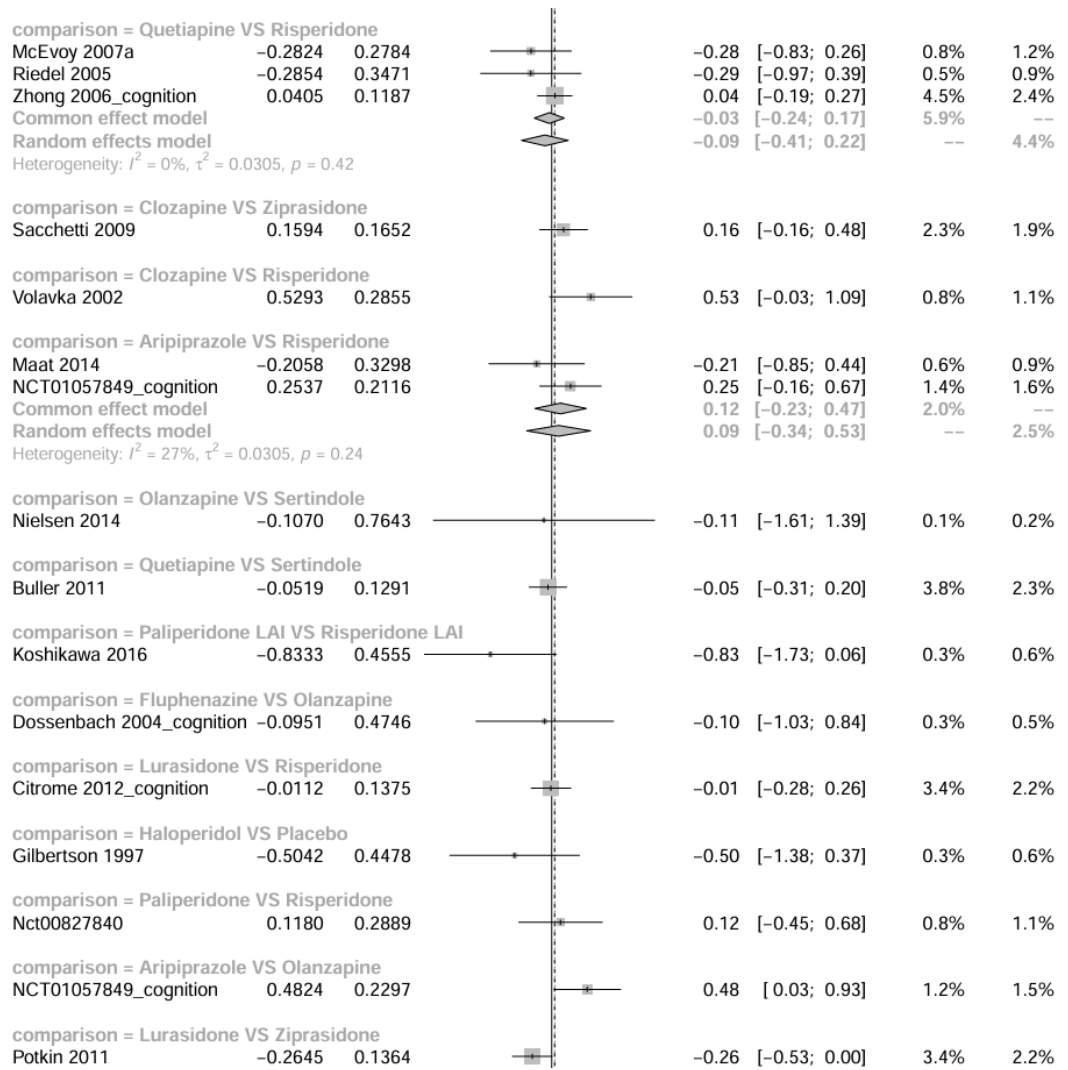 comparison = Quetiapine VS Risperidone
McEvoy 2007a −0.2824 0.2784 −0.28 [−0.83; 0.26] 0.8% 1.2%
Riedel 2005 −0.2854 0.3471 −0.29 [−0.97; 0.39] 0.5% 0.9%
Zhong 2006_cognition 0.0405 0.1187 0.04 [−0.19; 0.27] 4.5% 2.4%
Common effect model −0.03 [−0.24; 0.17] 5.9% −−
Random effects model −0.09 [−0.41; 0.22] −− 4.4%
Heterogeneity: I² = 0%, τ² = 0.0305, p = 0.42
comparison = Clozapine VS Ziprasidone
Sacchetti 2009 0.1594 0.1652 0.16 [−0.16; 0.48] 2.3% 1.9%
comparison = Clozapine VS Risperidone
Volavka 2002 0.5293 0.2855 0.53 [−0.03; 1.09] 0.8% 1.1%
comparison = Aripiprazole VS Risperidone
Maat 2014 −0.2058 0.3298 −0.21 [−0.85; 0.44] 0.6% 0.9%
NCT01057849_cognition 0.2537 0.2116 0.25 [−0.16; 0.67] 1.4% 1.6%
Common effect model 0.12 [−0.23; 0.47] 2.0% −−
Random effects model 0.09 [−0.34; 0.53] −− 2.5%
Heterogeneity: I² = 27%, τ² = 0.0305, p = 0.24
comparison = Olanzapine VS Sertindole
Nielsen 2014 −0.1070 0.7643 −0.11 [−1.61; 1.39] 0.1% 0.2%
comparison = Quetiapine VS Sertindole
Buller 2011 −0.0519 0.1291 −0.05 [−0.31; 0.20] 3.8% 2.3%
comparison = Paliperidone LAI VS Risperidone LAI
Koshikawa 2016 −0.8333 0.4555 −0.83 [−1.73; 0.06] 0.3% 0.6%
comparison = Fluphenazine VS Olanzapine
Dossenbach 2004_cognition −0.0951 0.4746 −0.10 [−1.03; 0.84] 0.3% 0.5%
comparison = Lurasidone VS Risperidone
Citrome 2012_cognition −0.0112 0.1375 −0.01 [−0.28; 0.26] 3.4% 2.2%
comparison = Haloperidol VS Placebo
Gilbertson 1997 −0.5042 0.4478 −0.50 [−1.38; 0.37] 0.3% 0.6%
comparison = Paliperidone VS Risperidone
Nct00827840 0.1180 0.2889 0.12 [−0.45; 0.68] 0.8% 1.1%
comparison = Aripiprazole VS Olanzapine
NCT01057849_cognition 0.4824 0.2297 0.48 [ 0.03; 0.93] 1.2% 1.5%
comparison = Lurasidone VS Ziprasidone
Potkin 2011 −0.2645 0.1364 −0.26 [−0.53; 0.00] 3.4% 2.2%